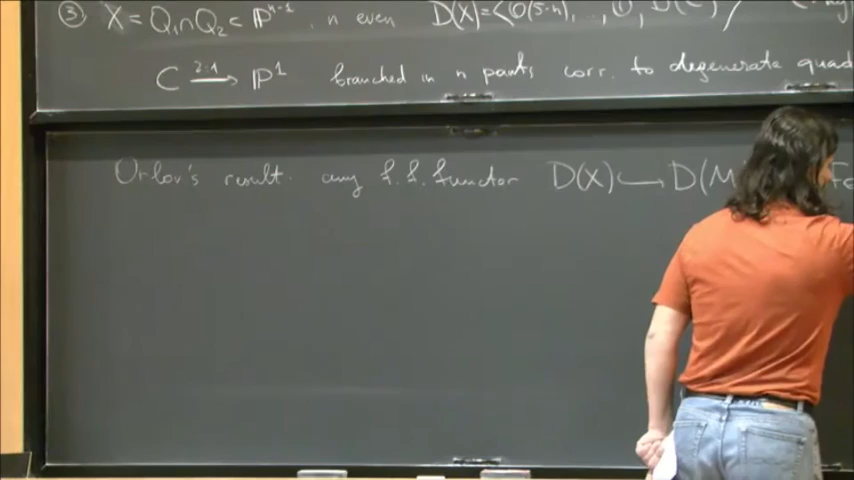 ③ X = Q₁∩Q₂ ⊂ ℙⁿ⁻¹, n even D(X) = ⟨O(5-n), ..., O, D(C)⟩
C —2:1→ ℙ¹ branched in n points corr. to degenerate quad
Orlov's result. any f.f. functor D(X) ↪ D(M